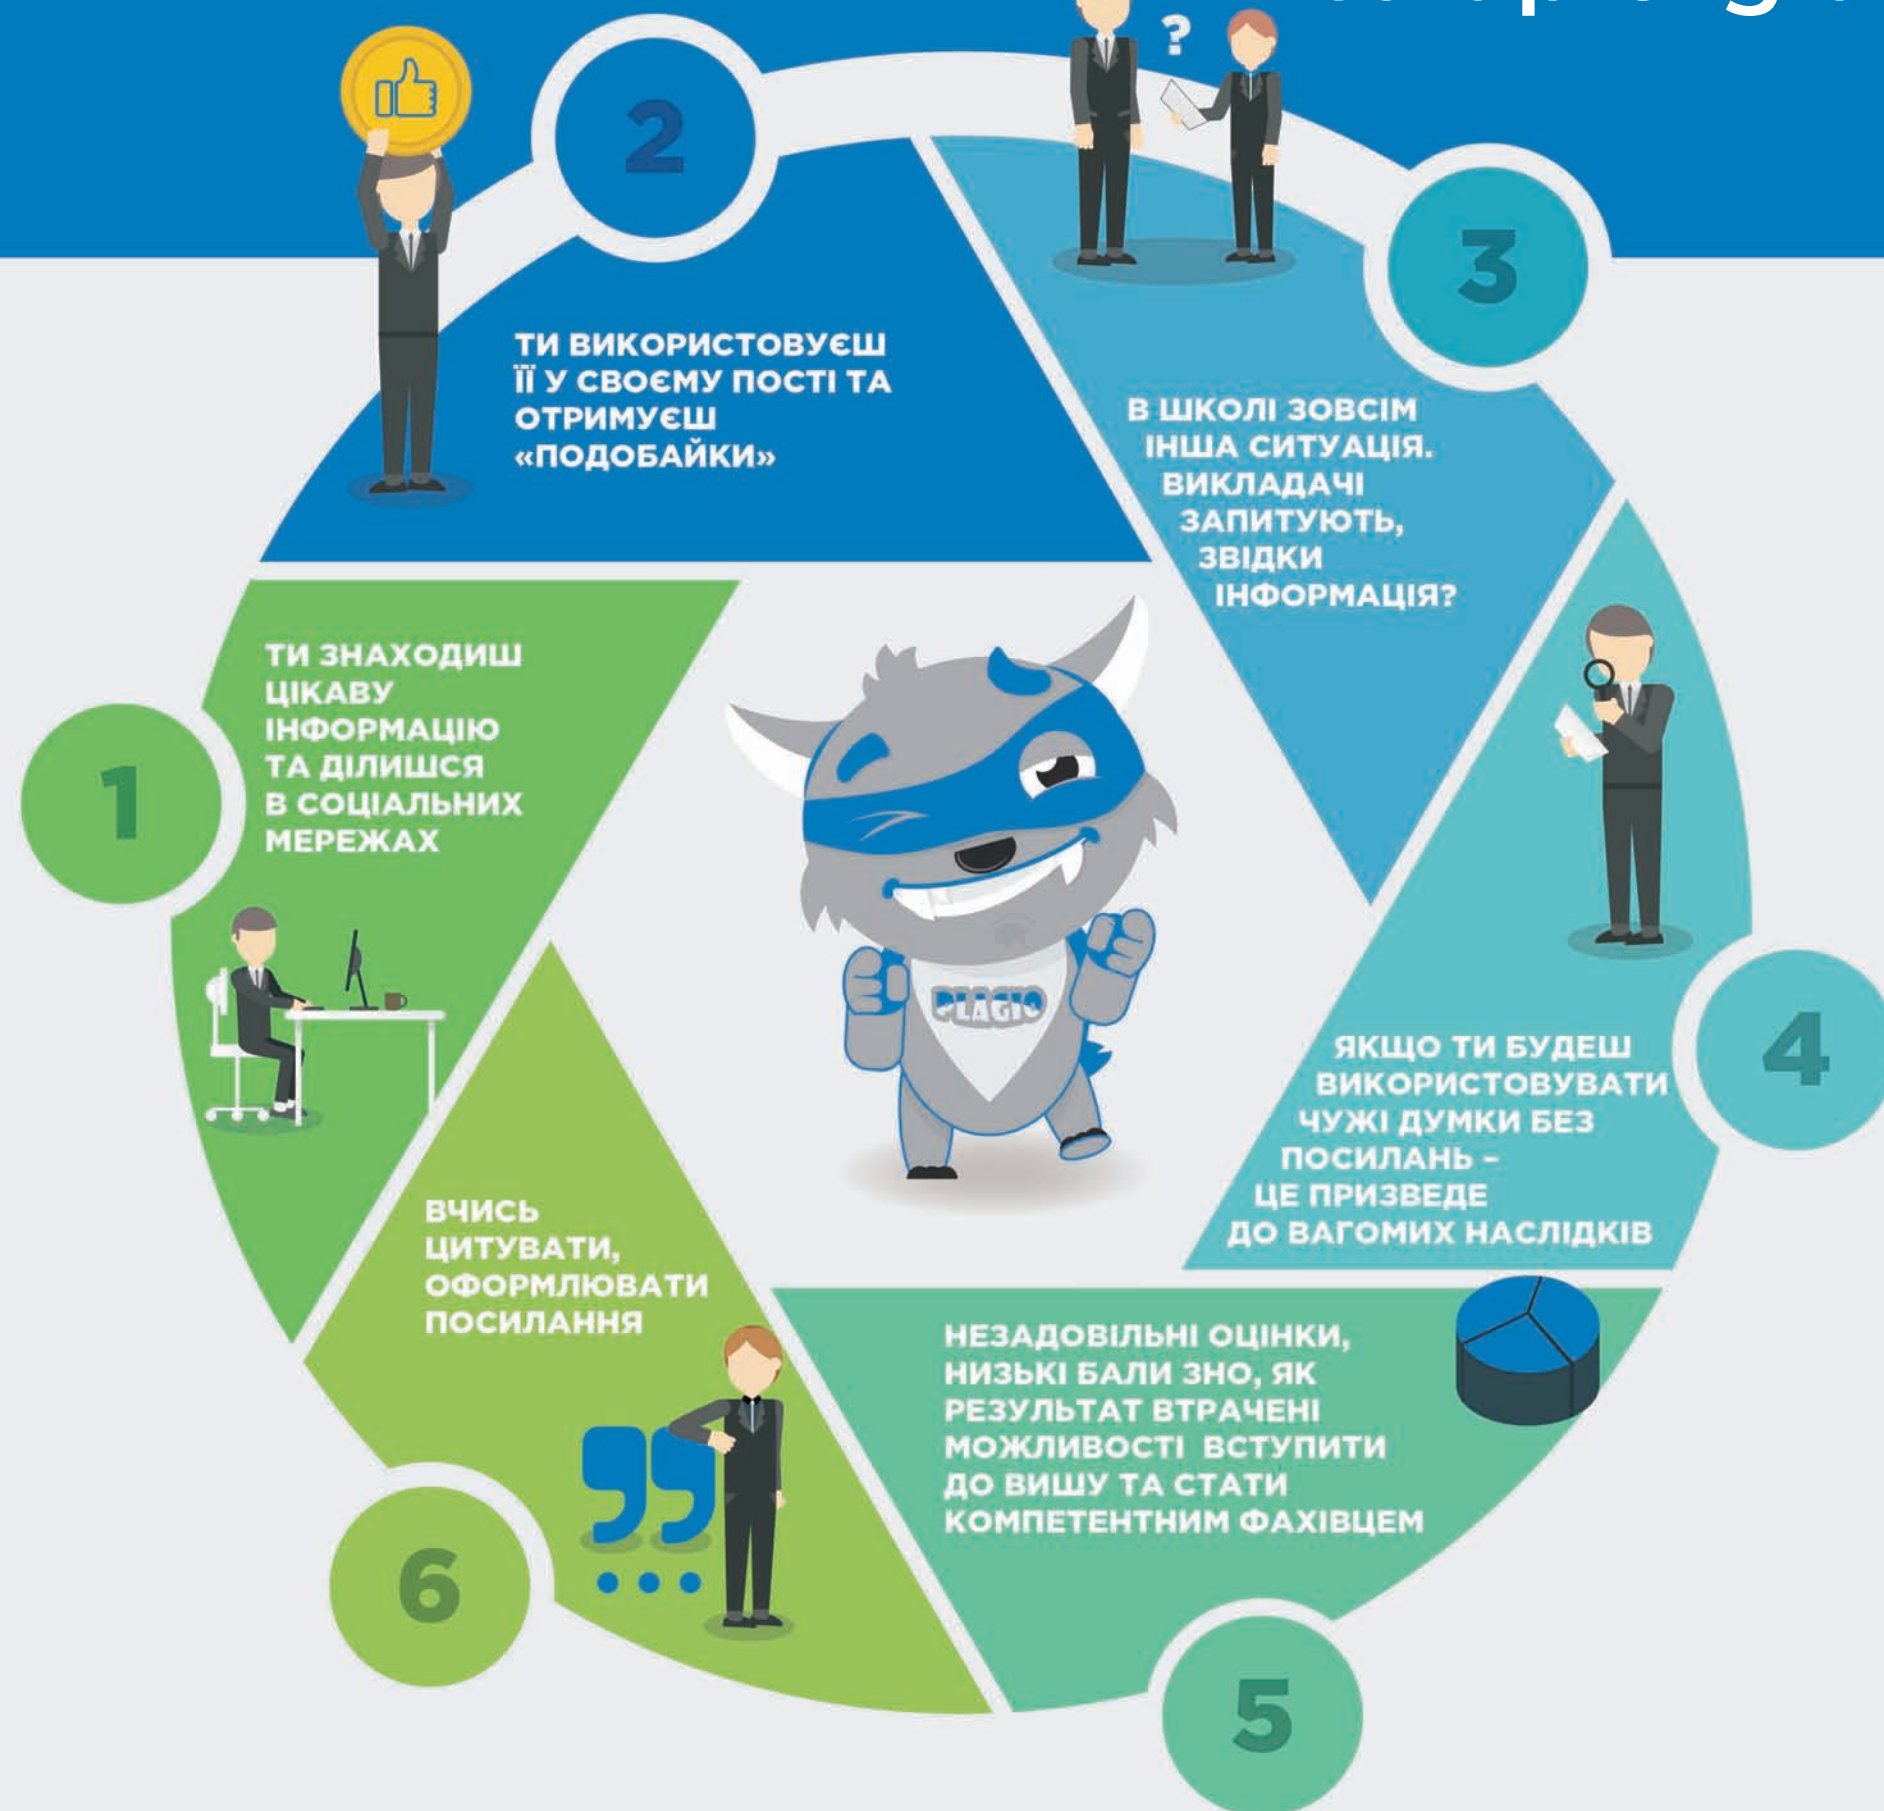 1
ТИ ЗНАХОДИШ
ЦІКАВУ
ІНФОРМАЦІЮ
ТА ДІЛИШСЯ
В СОЦІАЛЬНИХ
МЕРЕЖАХ
2
ТИ ВИКОРИСТОВУЄШ
ЇЇ У СВОЄМУ ПОСТІ ТА
ОТРИМУЄШ
«ПОДОБАЙКИ»
?
3
В ШКОЛІ ЗОВСІМ
ІНША СИТУАЦІЯ.
ВИКЛАДАЧІ
ЗАПИТУЮТЬ,
ЗВІДКИ
ІНФОРМАЦІЯ?
4
ЯКЩО ТИ БУДЕШ
ВИКОРИСТОВУВАТИ
ЧУЖІ ДУМКИ БЕЗ
ПОСИЛАНЬ –
ЦЕ ПРИЗВЕДЕ
ДО ВАГОМИХ НАСЛІДКІВ
5
НЕЗАДОВІЛЬНІ ОЦІНКИ,
НИЗЬКІ БАЛИ ЗНО, ЯК
РЕЗУЛЬТАТ ВТРАЧЕНІ
МОЖЛИВОСТІ ВСТУПИТИ
ДО ВИШУ ТА СТАТИ
КОМПЕТЕНТНИМ ФАХІВЦЕМ
6
ВЧИСЬ
ЦИТУВАТИ,
ОФОРМЛЮВАТИ
ПОСИЛАННЯ
PLAGIO